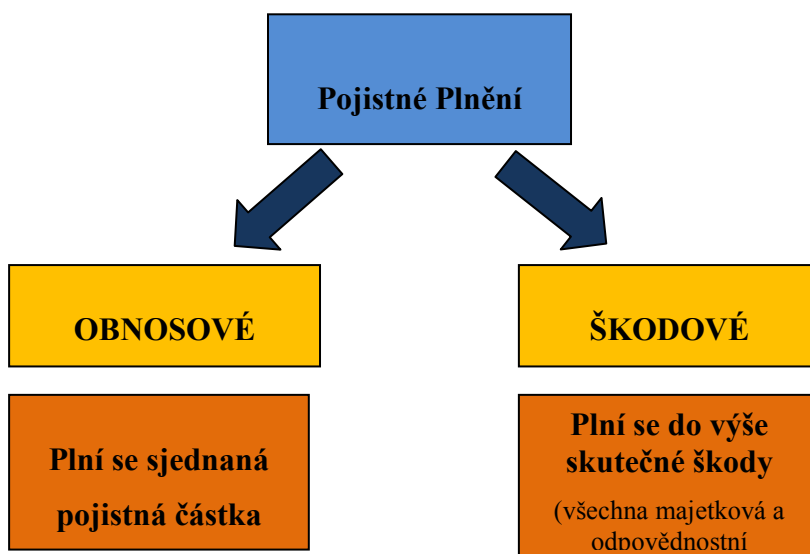 Pojistné Plnění
OBNOSOVÉ
ŠKODOVÉ
Plní se sjednaná
pojistná částka
Plní se do výše
skutečné škody
(všechna majetková a
odpovědnostní